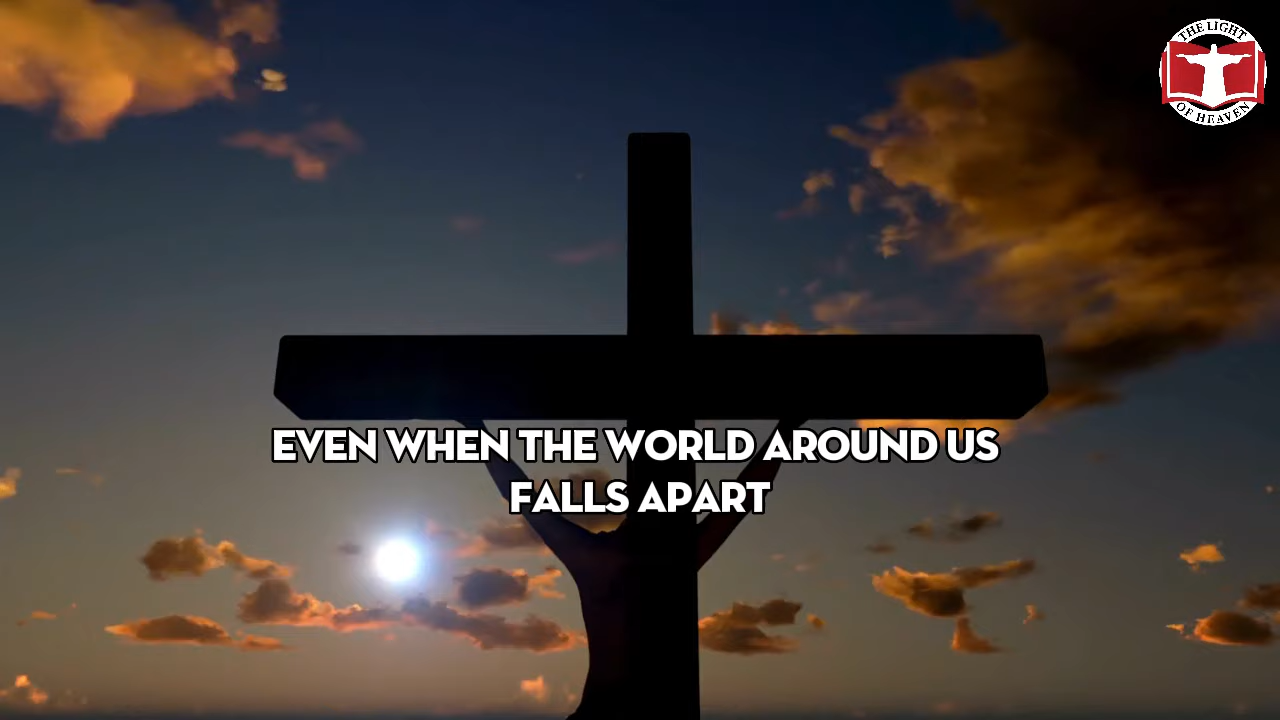 THE LIGHT
OF HEAVEN
EVEN WHEN THE WORLD AROUND US
FALLS APART